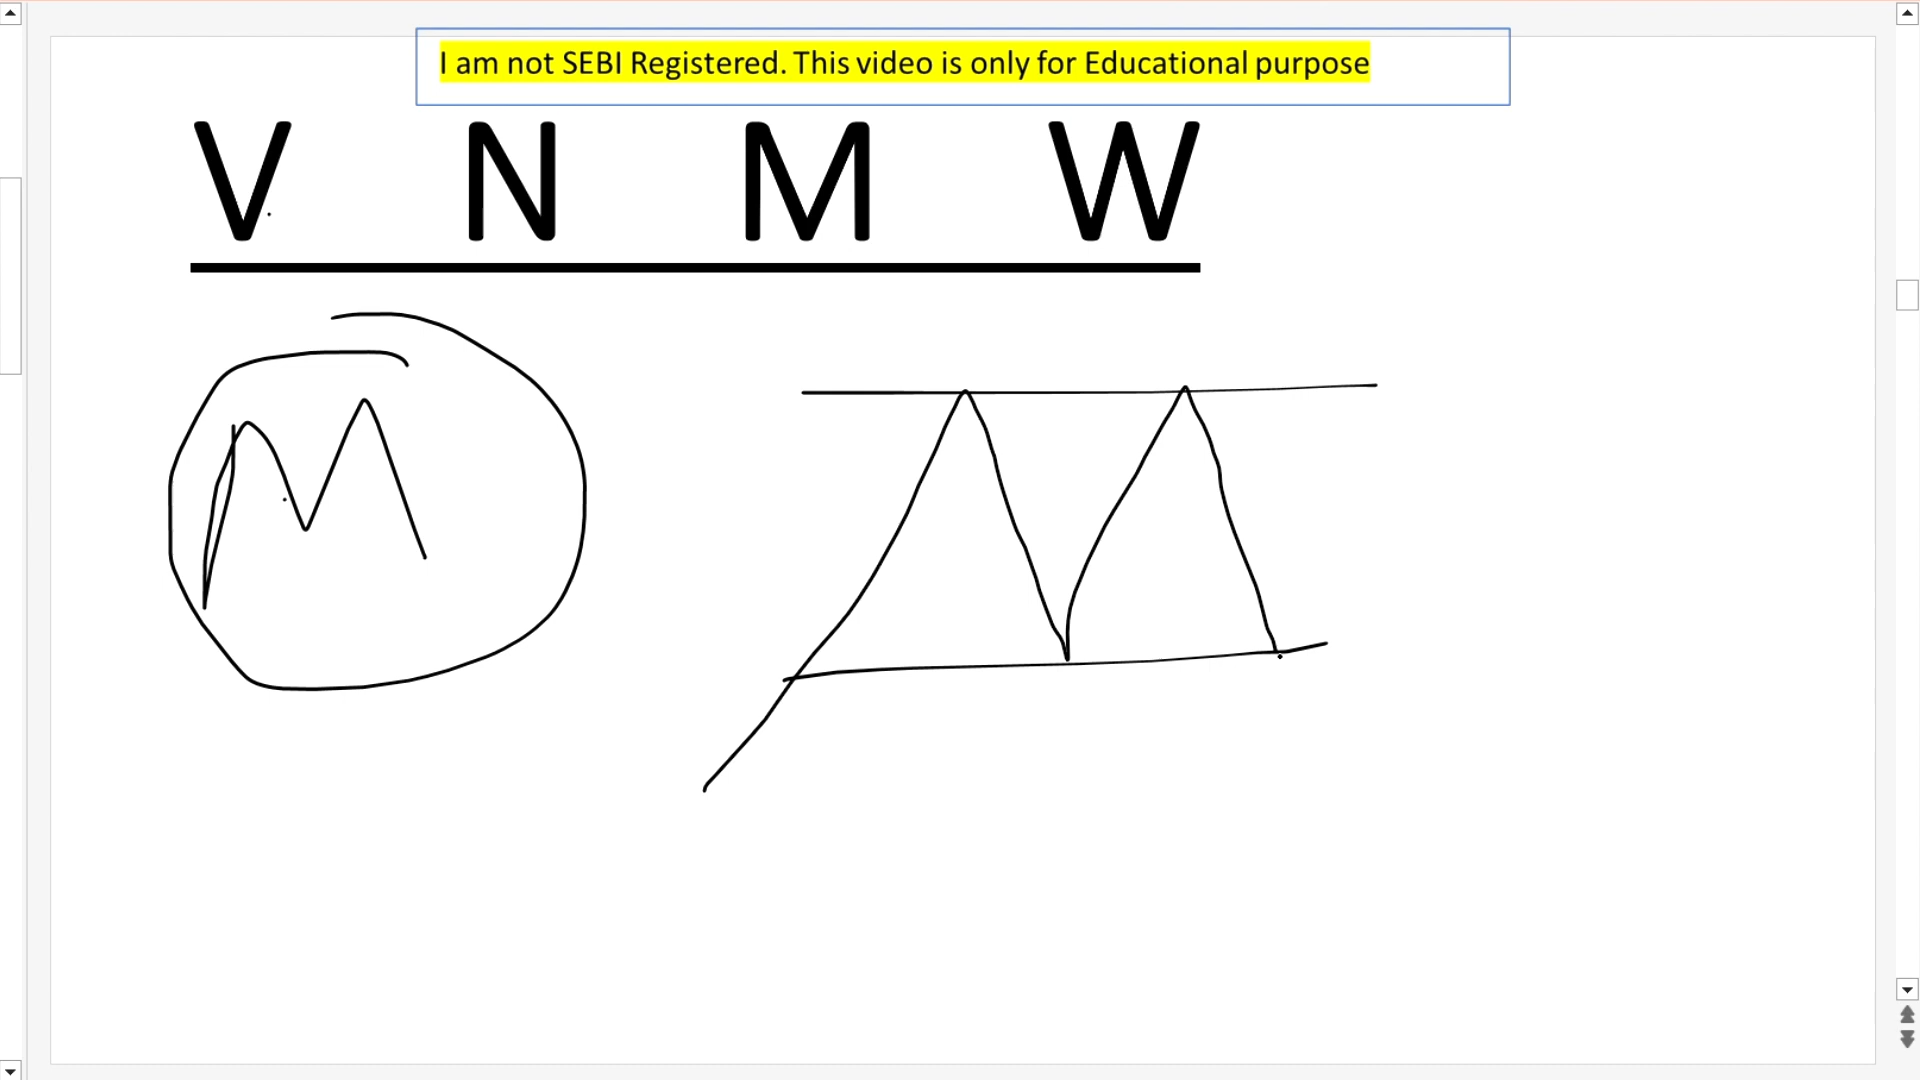 I am not SEBI Registered. This video is only for Educational purpose
V N M W
M